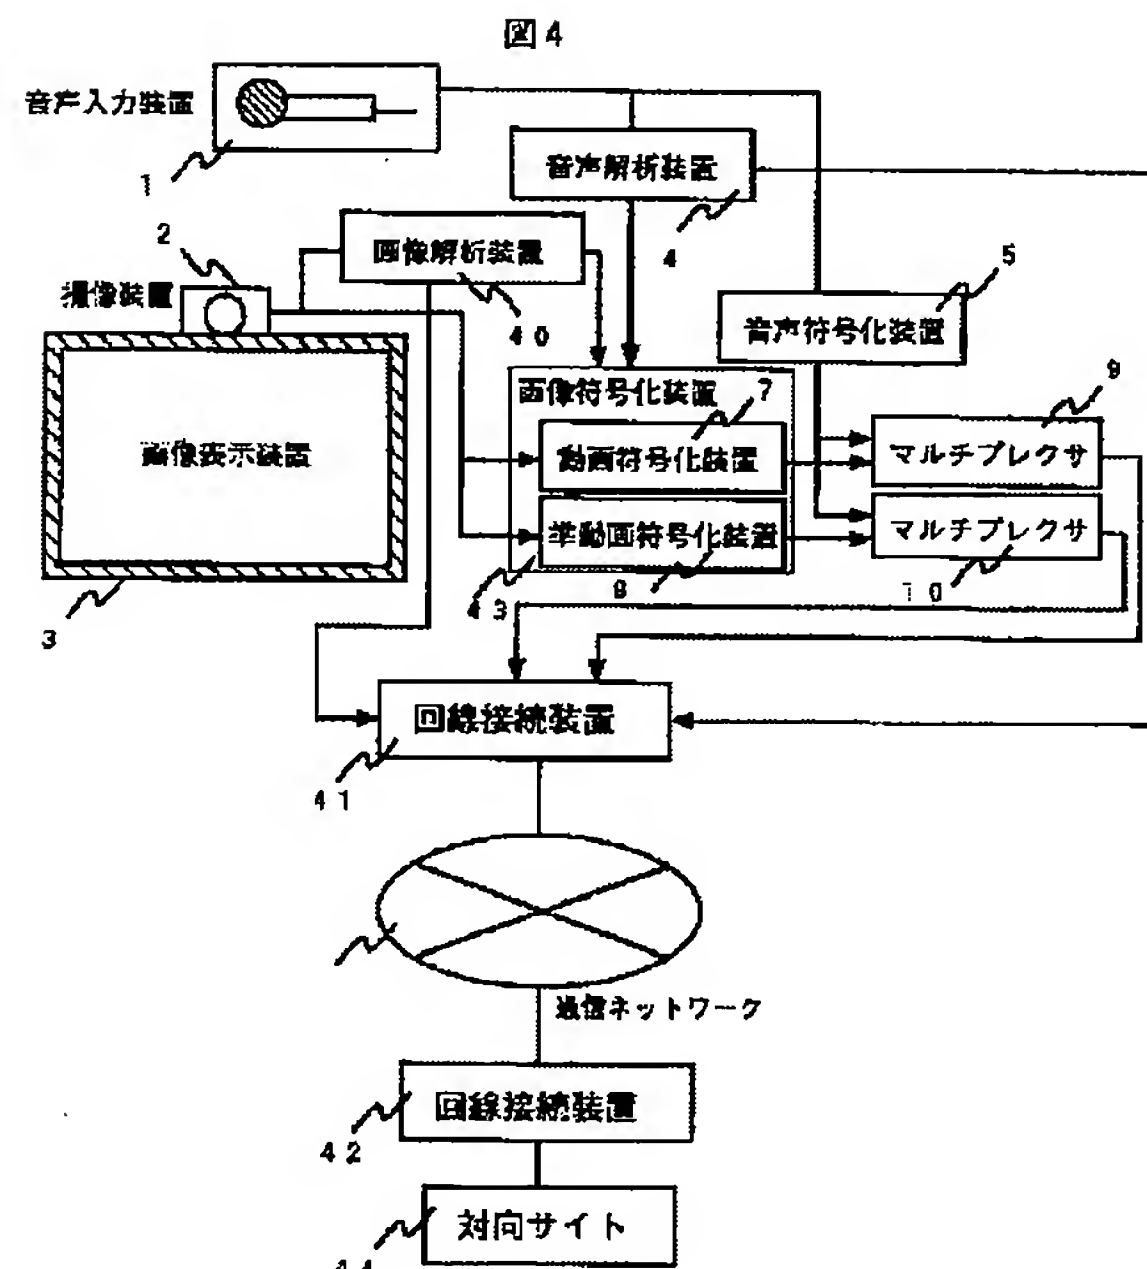 図4
音声入力装置
1
音声解析装置
4
2
画像解析装置
40
撮像装置
5
音声符号化装置
画像符号化装置
7
9
動画符号化装置
マルチプレクサ
画像表示装置
準動画符号化装置
マルチプレクサ
43
8
10
3
回線接続装置
41
通信ネットワーク
回線接続装置
42
対向サイト